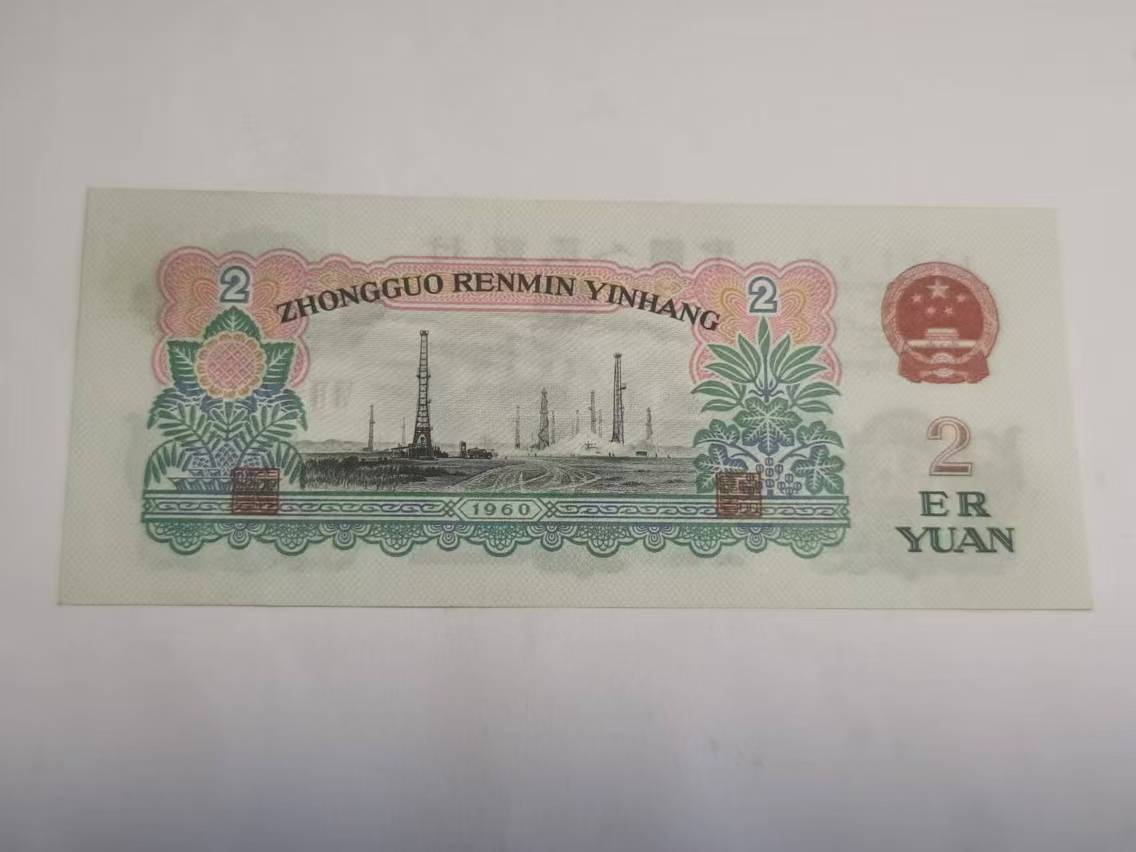 2
2
ZHONGGUO RENMIN YINHANG
1960
2
ER
YUAN